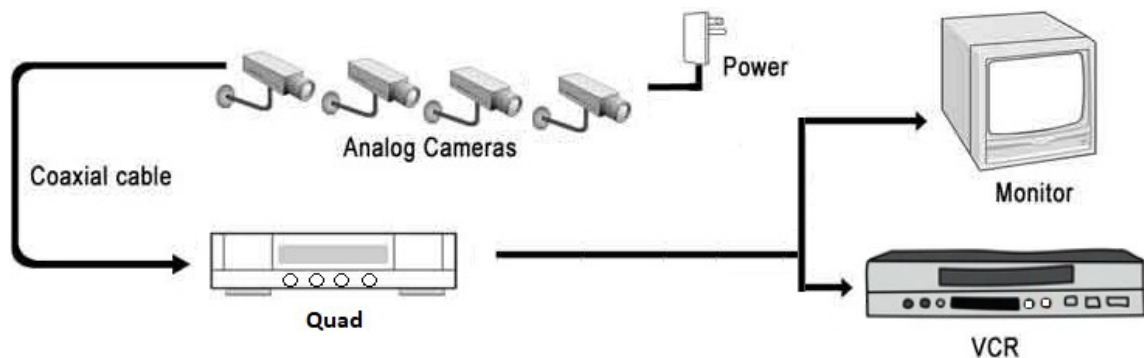 Power
Analog Cameras
Coaxial cable
Monitor
Quad
VCR